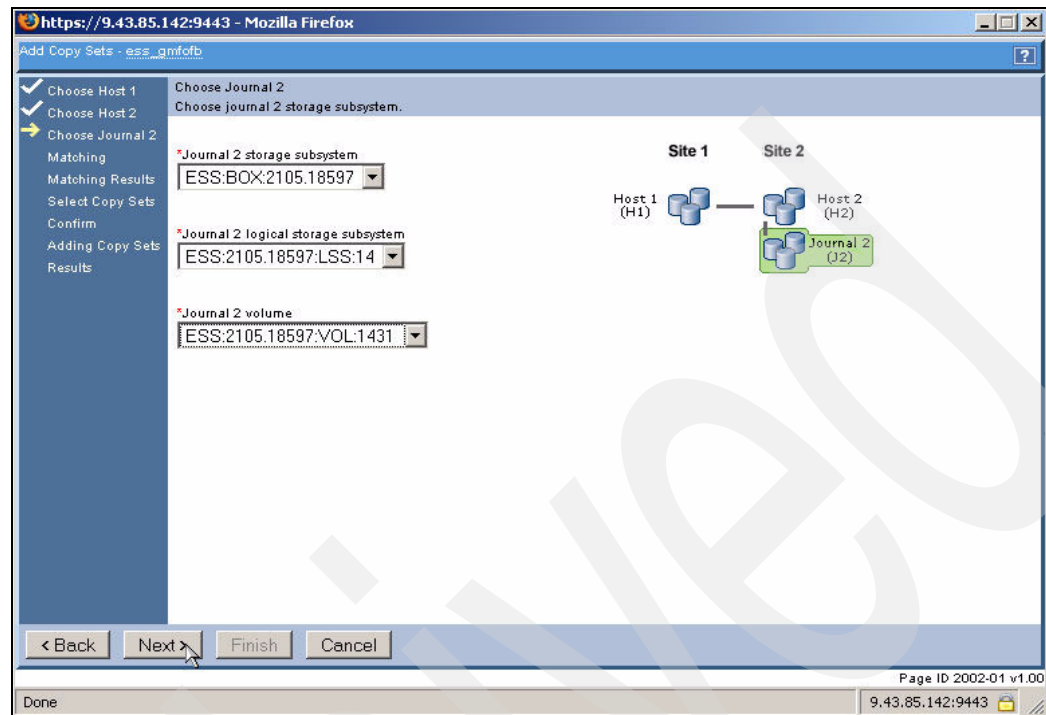 https://9.43.85.142:9443 - Mozilla Firefox
Add Copy Sets - ess_gmfofb
?
Choose Host 1
Choose Host 2
Choose Journal 2
Matching
Matching Results
Select Copy Sets
Confirm
Adding Copy Sets
Results
Choose Journal 2
Choose journal 2 storage subsystem.
*Journal 2 storage subsystem
ESS:BOX:2105.18597
*Journal 2 logical storage subsystem
ESS:2105.18597:LSS:14
*Journal 2 volume
ESS:2105.18597:VOL:1431
Site 1 Site 2
Host 1
(H1)
Host 2
(H2)
Journal 2
(J2)
< Back Next > Finish Cancel
Page ID 2002-01 v1.00
Done 9.43.85.142:9443